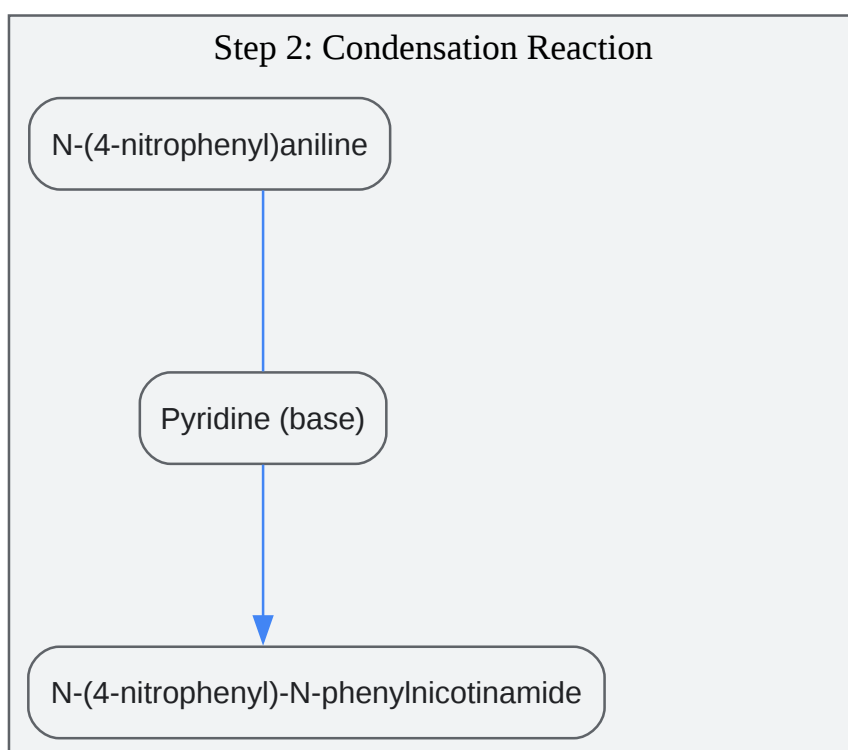 Step 2: Condensation Reaction
N-(4-nitrophenyl)aniline
Pyridine (base)
N-(4-nitrophenyl)-N-phenylnicotinamide